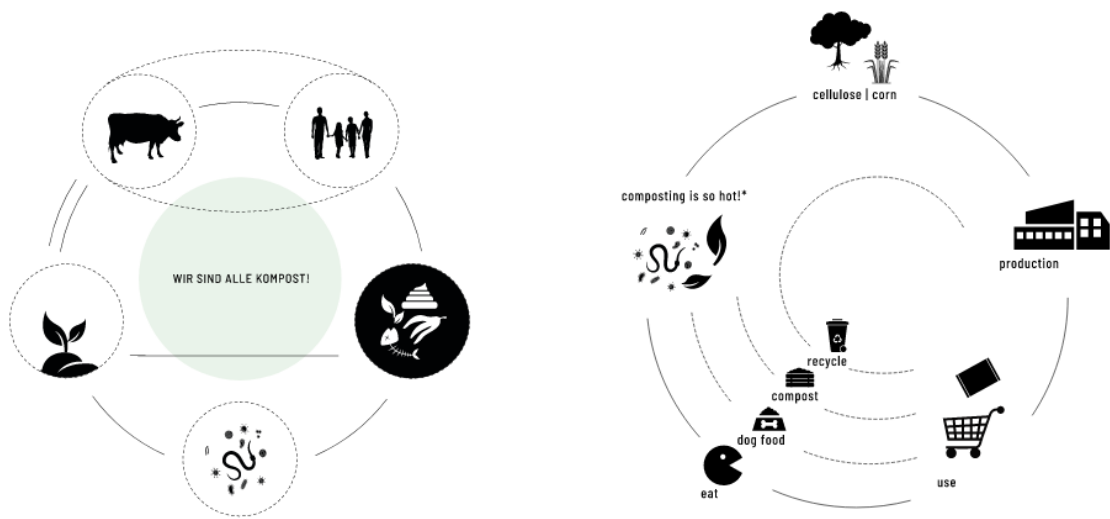 WIR SIND ALLE KOMPOST!
cellulose | corn
composting is so hot!*
production
recycle
compost
dog food
eat
use